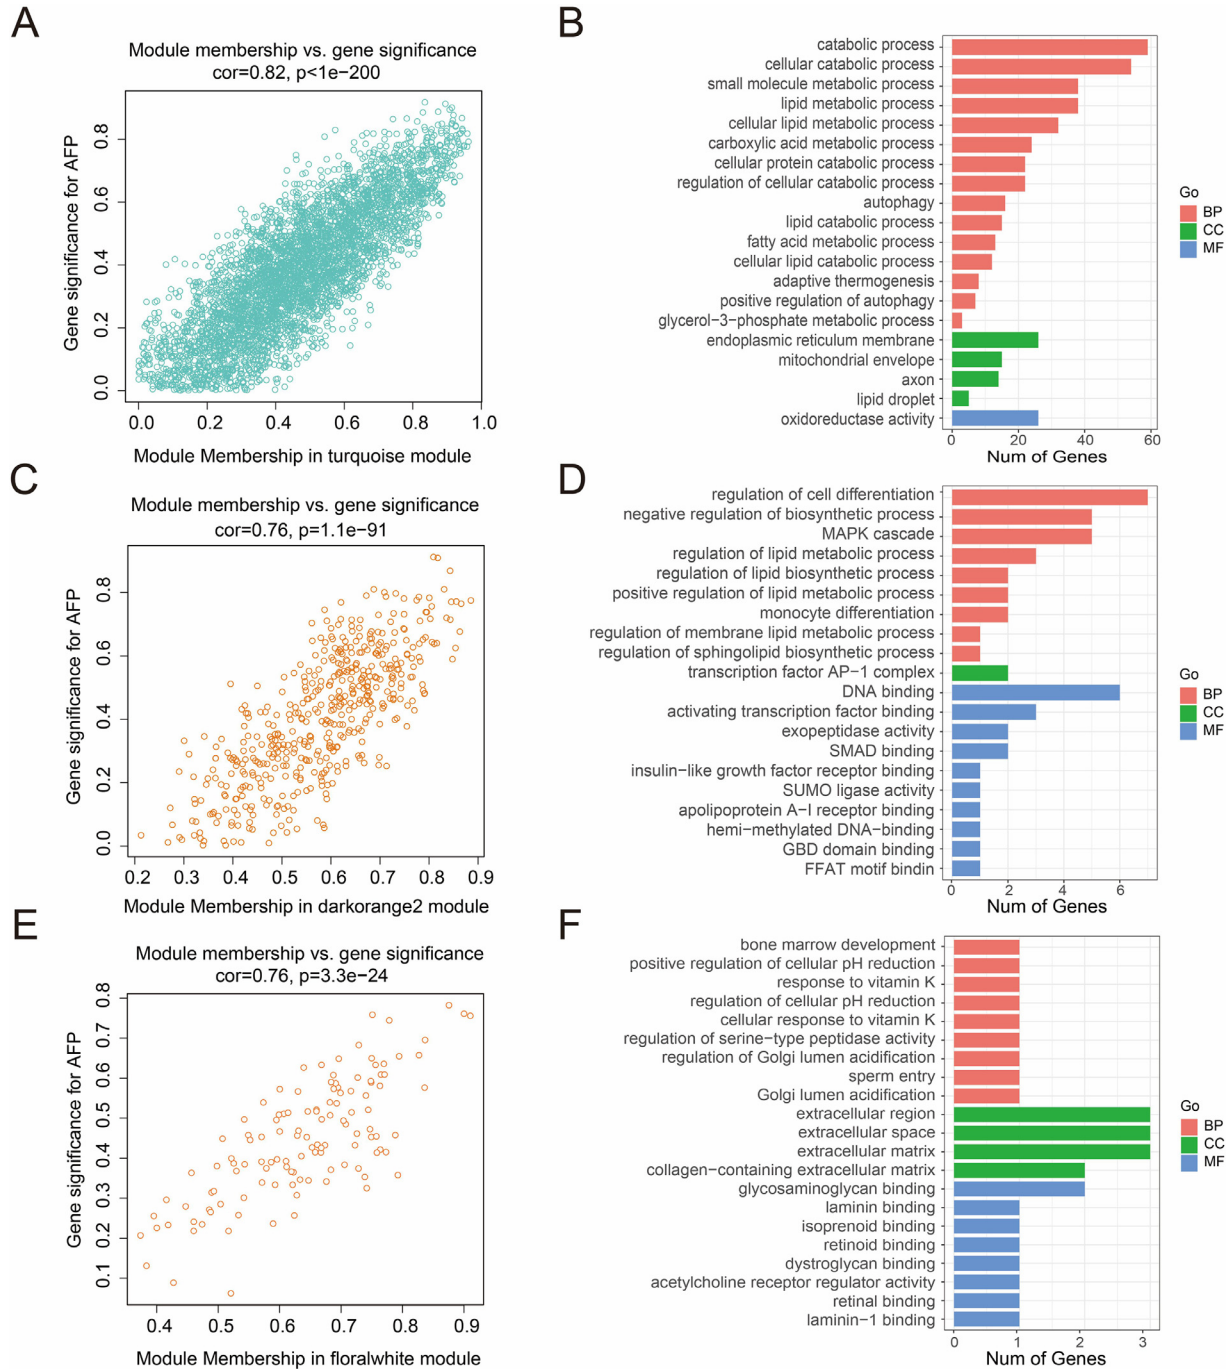 A
Module membership vs. gene significance
cor=0.82, p<1e−200
Gene significance for AFP
0.0
0.2
0.4
0.6
0.8
0.0
0.2
0.4
0.6
0.8
1.0
Module Membership in turquoise module
B
catabolic process
cellular catabolic process
small molecule metabolic process
lipid metabolic process
cellular lipid metabolic process
carboxylic acid metabolic process
cellular protein catabolic process
regulation of cellular catabolic process
autophagy
lipid catabolic process
fatty acid metabolic process
cellular lipid catabolic process
adaptive thermogenesis
positive regulation of autophagy
glycerol−3−phosphate metabolic process
endoplasmic reticulum membrane
mitochondrial envelope
axon
lipid droplet
oxidoreductase activity
0
20
40
60
Num of Genes
Go
BP
CC
MF
C
Module membership vs. gene significance
cor=0.76, p=1.1e−91
Gene significance for AFP
0.0
0.2
0.4
0.6
0.8
0.2
0.3
0.4
0.5
0.6
0.7
0.8
0.9
Module Membership in darkorange2 module
D
regulation of cell differentiation
negative regulation of biosynthetic process
MAPK cascade
regulation of lipid metabolic process
regulation of lipid biosynthetic process
positive regulation of lipid metabolic process
monocyte differentiation
regulation of membrane lipid metabolic process
regulation of sphingolipid biosynthetic process
transcription factor AP−1 complex
DNA binding
activating transcription factor binding
exopeptidase activity
SMAD binding
insulin−like growth factor receptor binding
SUMO ligase activity
apolipoprotein A−I receptor binding
hemi−methylated DNA−binding
GBD domain binding
FFAT motif bindin
0
2
4
6
Num of Genes
Go
BP
CC
MF
E
Module membership vs. gene significance
cor=0.76, p=3.3e−24
Gene significance for AFP
0.1
0.2
0.3
0.4
0.5
0.6
0.7
0.8
0.4
0.5
0.6
0.7
0.8
0.9
Module Membership in floralwhite module
F
bone marrow development
positive regulation of cellular pH reduction
response to vitamin K
regulation of cellular pH reduction
cellular response to vitamin K
regulation of serine−type peptidase activity
regulation of Golgi lumen acidification
sperm entry
Golgi lumen acidification
extracellular region
extracellular space
extracellular matrix
collagen−containing extracellular matrix
glycosaminoglycan binding
laminin binding
isoprenoid binding
retinoid binding
dystroglycan binding
acetylcholine receptor regulator activity
retinal binding
laminin−1 binding
0
1
2
3
Num of Genes
Go
BP
CC
MF